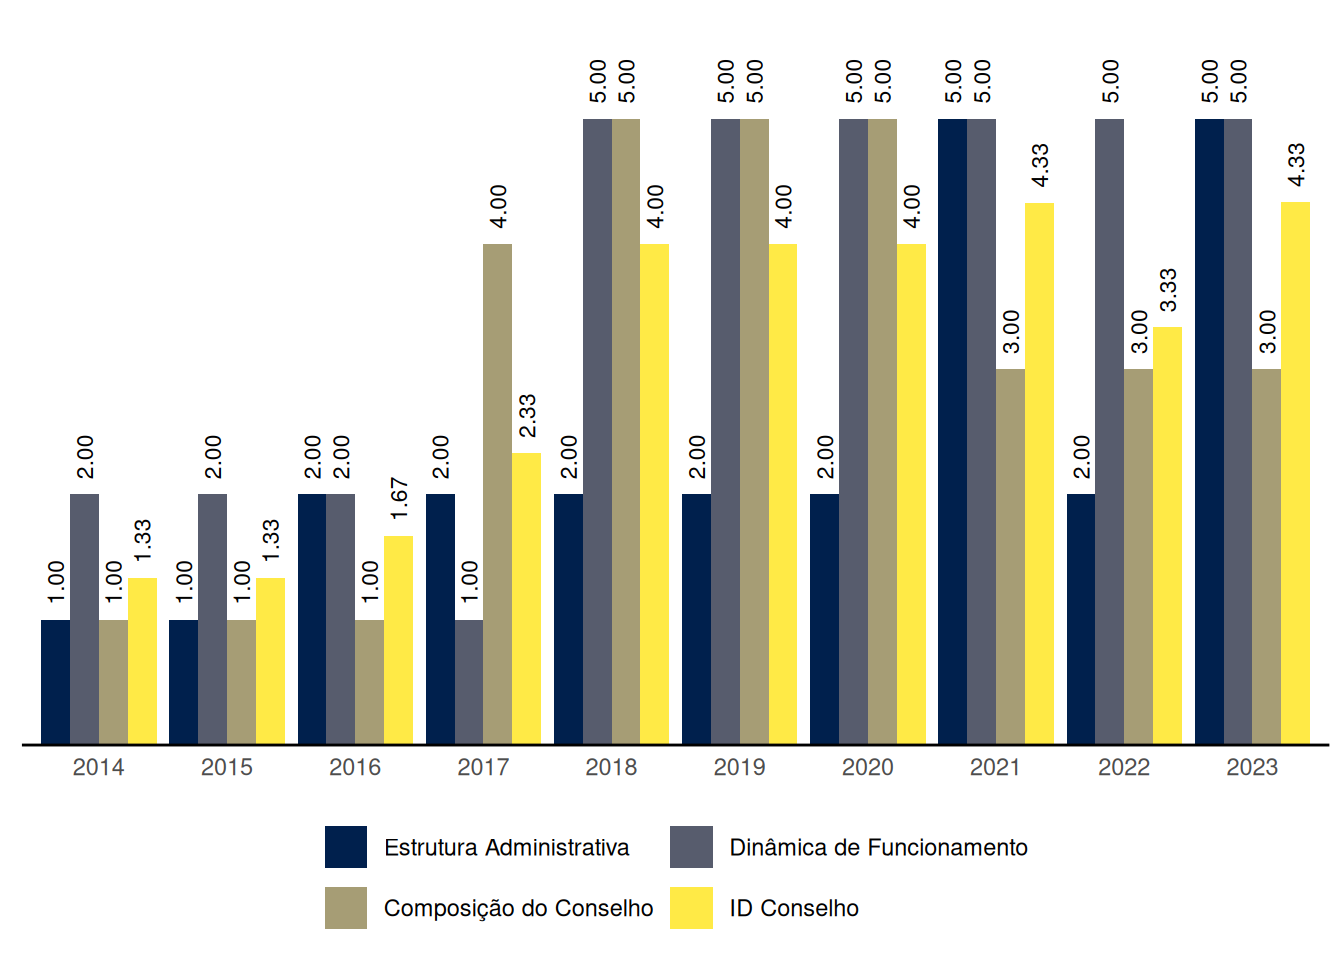 1.00 2.00 1.00 1.33
1.00 2.00 1.00 1.33
2.00 2.00 1.00 1.67
2.00 1.00 4.00 2.33
2.00 5.00 5.00 4.00
2.00 5.00 5.00 4.00
2.00 5.00 5.00 4.00
5.00 5.00 3.00 4.33
2.00 5.00 3.00 3.33
5.00 5.00 3.00 4.33
2014 2015 2016 2017 2018 2019 2020 2021 2022 2023
Estrutura Administrativa Dinâmica de Funcionamento
Composição do Conselho ID Conselho